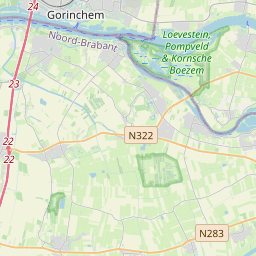 24
Gorinchem
Noord-Brabant
Loevestein,
Pompveld
& Kornsche
Boezem
23
22
N322
22
N283